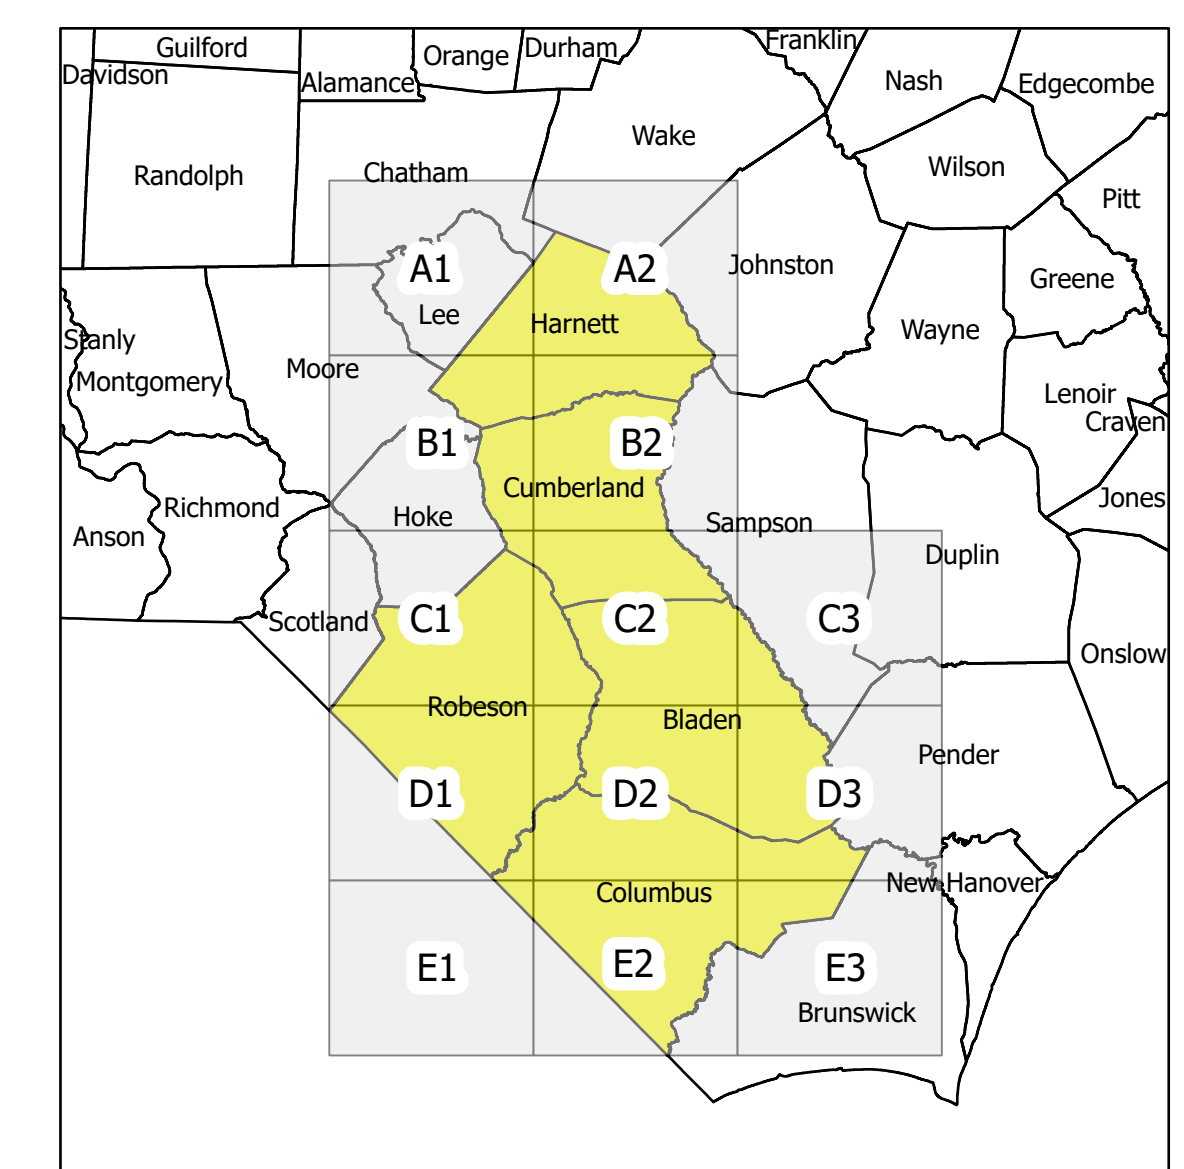 Guilford
Orange
Durham
Franklin
Davidson
Alamance
Nash
Edgecombe
Wake
Randolph
Chatham
Wilson
Pitt
A1
A2
Johnston
Greene
Lee
Harnett
Wayne
Stanly
Moore
Montgomery
Lenoir
Craven
B1
B2
Cumberland
Richmond
Hoke
Sampson
Jones
Anson
Duplin
Scotland
C1
C2
C3
Onslow
Robeson
Bladen
Pender
D1
D2
D3
Columbus
New Hanover
E1
E2
E3
Brunswick